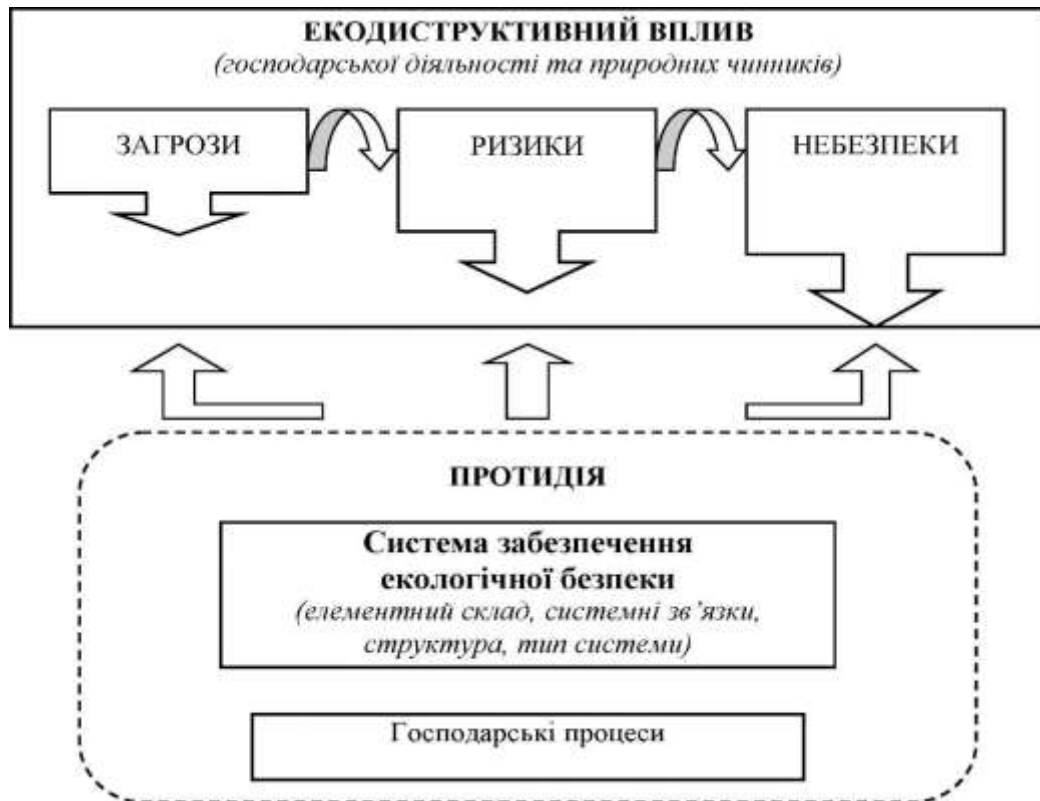 ЕКОДИСТРУКТИВНИЙ ВПЛИВ
(господарської діяльності та природних чинників)
ЗАГРОЗИ
РИЗИКИ
НЕБЕЗПЕКИ
ПРОТИДІЯ
Система забезпечення
екологічної безпеки
(елементний склад, системні зв’язки,
структура, тип системи)
Господарські процеси